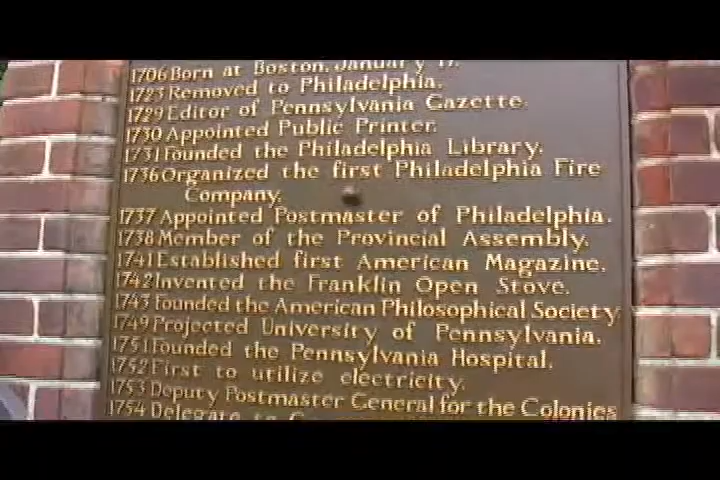 1706 Born at Boston, January 17.
1723 Removed to Philadelphia.
1729 Editor of Pennsylvania Gazette.
1730 Appointed Public Printer.
1731 Founded the Philadelphia Library.
1736 Organized the first Philadelphia Fire
Company.
1737 Appointed Postmaster of Philadelphia.
1738 Member of the Provincial Assembly.
1741 Established first American Magazine.
1742 Invented the Franklin Open Stove.
1743 Founded the American Philosophical Society
1749 Projected University of Pennsylvania.
1751 Founded the Pennsylvania Hospital.
1752 First to utilize electricity.
1753 Deputy Postmaster General for the Colonies
1754 Delegate to